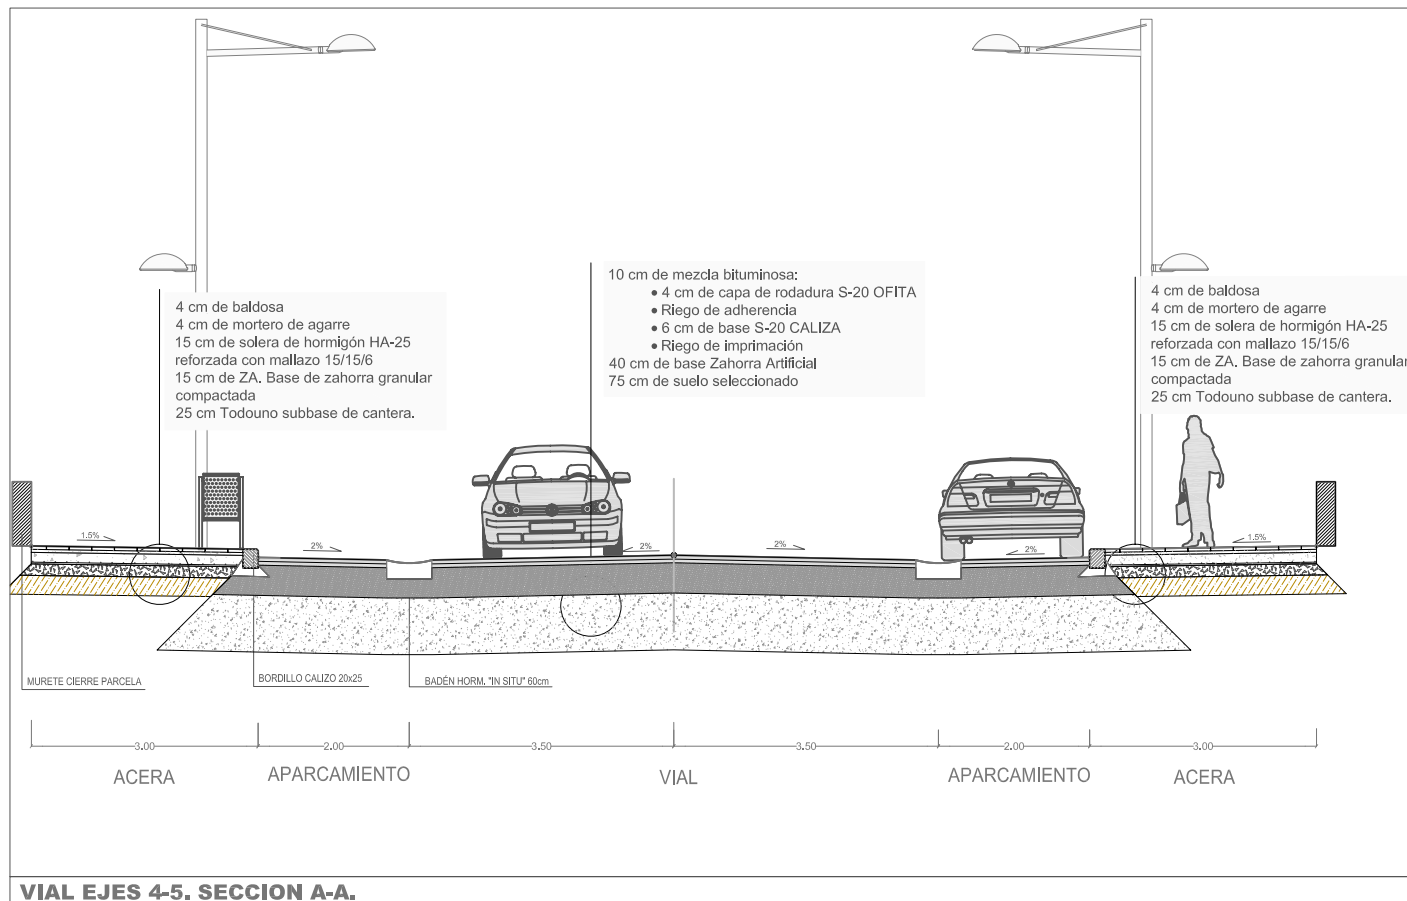 4 cm de baldosa
4 cm de mortero de agarre
15 cm de solera de hormigón HA-25
reforzada con mallazo 15/15/6
15 cm de ZA. Base de zahorra granular
compactada
25 cm Todouno subbase de cantera.
10 cm de mezcla bituminosa:
• 4 cm de capa de rodadura S-20 OFITA
• Riego de adherencia
• 6 cm de base S-20 CALIZA
• Riego de imprimación
40 cm de base Zahorra Artificial
75 cm de suelo seleccionado
4 cm de baldosa
4 cm de mortero de agarre
15 cm de solera de hormigón HA-25
reforzada con mallazo 15/15/6
15 cm de ZA. Base de zahorra granular
compactada
25 cm Todouno subbase de cantera.
1.5%
2%
2%
2%
2%
1.5%
MURETE CIERRE PARCELA
BORDILLO CALIZO 20x25
BADÉN HORM. "IN SITU" 60cm
3.00
2.00
3.50
3.50
2.00
3.00
ACERA
APARCAMIENTO
VIAL
APARCAMIENTO
ACERA
VIAL EJES 4-5. SECCION A-A.